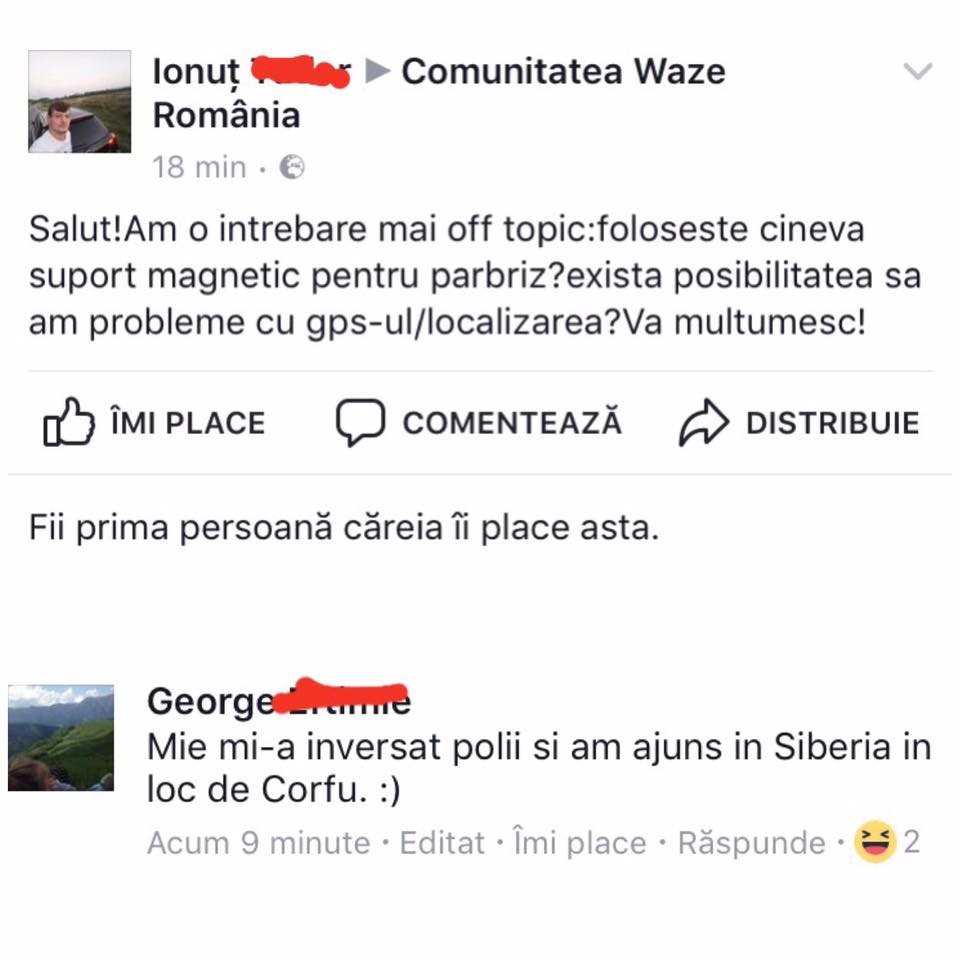 Ionuț Comunitatea Waze
România
18 min
Salut!Am o intrebare mai off topic:foloseste cineva
suport magnetic pentru parbriz?exista posibilitatea sa
am probleme cu gps-ul/localizarea?Va multumesc!
ÎMI PLACE COMENTEAZĂ DISTRIBUIE
Fii prima persoană căreia îi place asta.
George
Mie mi-a inversat polii si am ajuns in Siberia in
loc de Corfu. :)
Acum 9 minute · Editat · Îmi place · Răspunde · 2